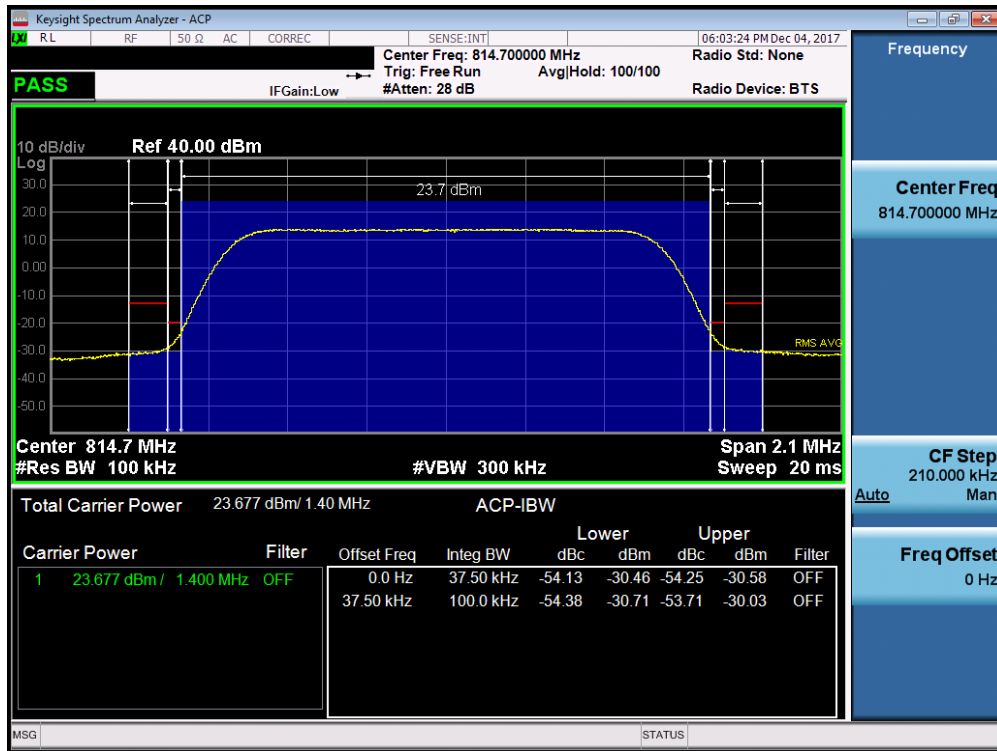 Keysight Spectrum Analyzer - ACP
LXI RL RF 50 Ω AC CORREC SENSE:INT 06:03:24 PM Dec 04, 2017
Center Freq: 814.700000 MHz Radio Std: None
Trig: Free Run Avg|Hold: 100/100
PASS IFGain:Low #Atten: 28 dB Radio Device: BTS
10 dB/div Ref 40.00 dBm
Log
30.0
23.7 dBm
20.0
10.0
0.00
-10.0
-20.0
-30.0
RMS AVG
-40.0
-50.0
Center 814.7 MHz Span 2.1 MHz
#Res BW 100 kHz #VBW 300 kHz Sweep 20 ms
Total Carrier Power 23.677 dBm/ 1.40 MHz ACP-IBW
Lower Upper
Carrier Power Filter Offset Freq Integ BW dBc dBm dBc dBm Filter
1 23.677 dBm / 1.400 MHz OFF 0.0 Hz 37.50 kHz -54.13 -30.46 -54.25 -30.58 OFF
37.50 kHz 100.0 kHz -54.38 -30.71 -53.71 -30.03 OFF
MSG STATUS
Frequency
Center Freq
814.700000 MHz
CF Step
210.000 kHz
Auto Man
Freq Offset
0 Hz